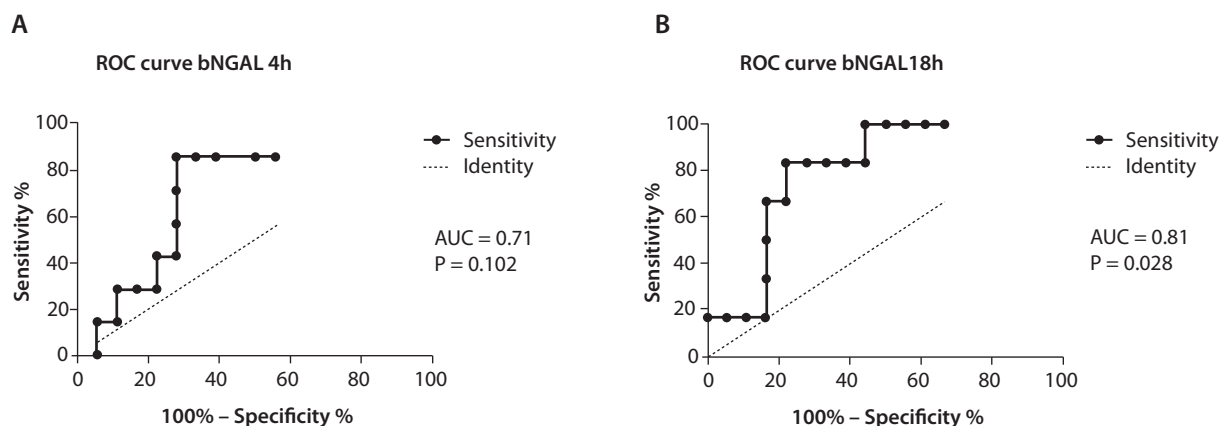 A
ROC curve bNGAL 4h
100
80
60
40
20
0
Sensitivity %
0 20 40 60 80 100
100% – Specificity %
Sensitivity
Identity
AUC = 0.71
P = 0.102
B
ROC curve bNGAL18h
100
80
60
40
20
0
Sensitivity %
0 20 40 60 80 100
100% – Specificity %
Sensitivity
Identity
AUC = 0.81
P = 0.028